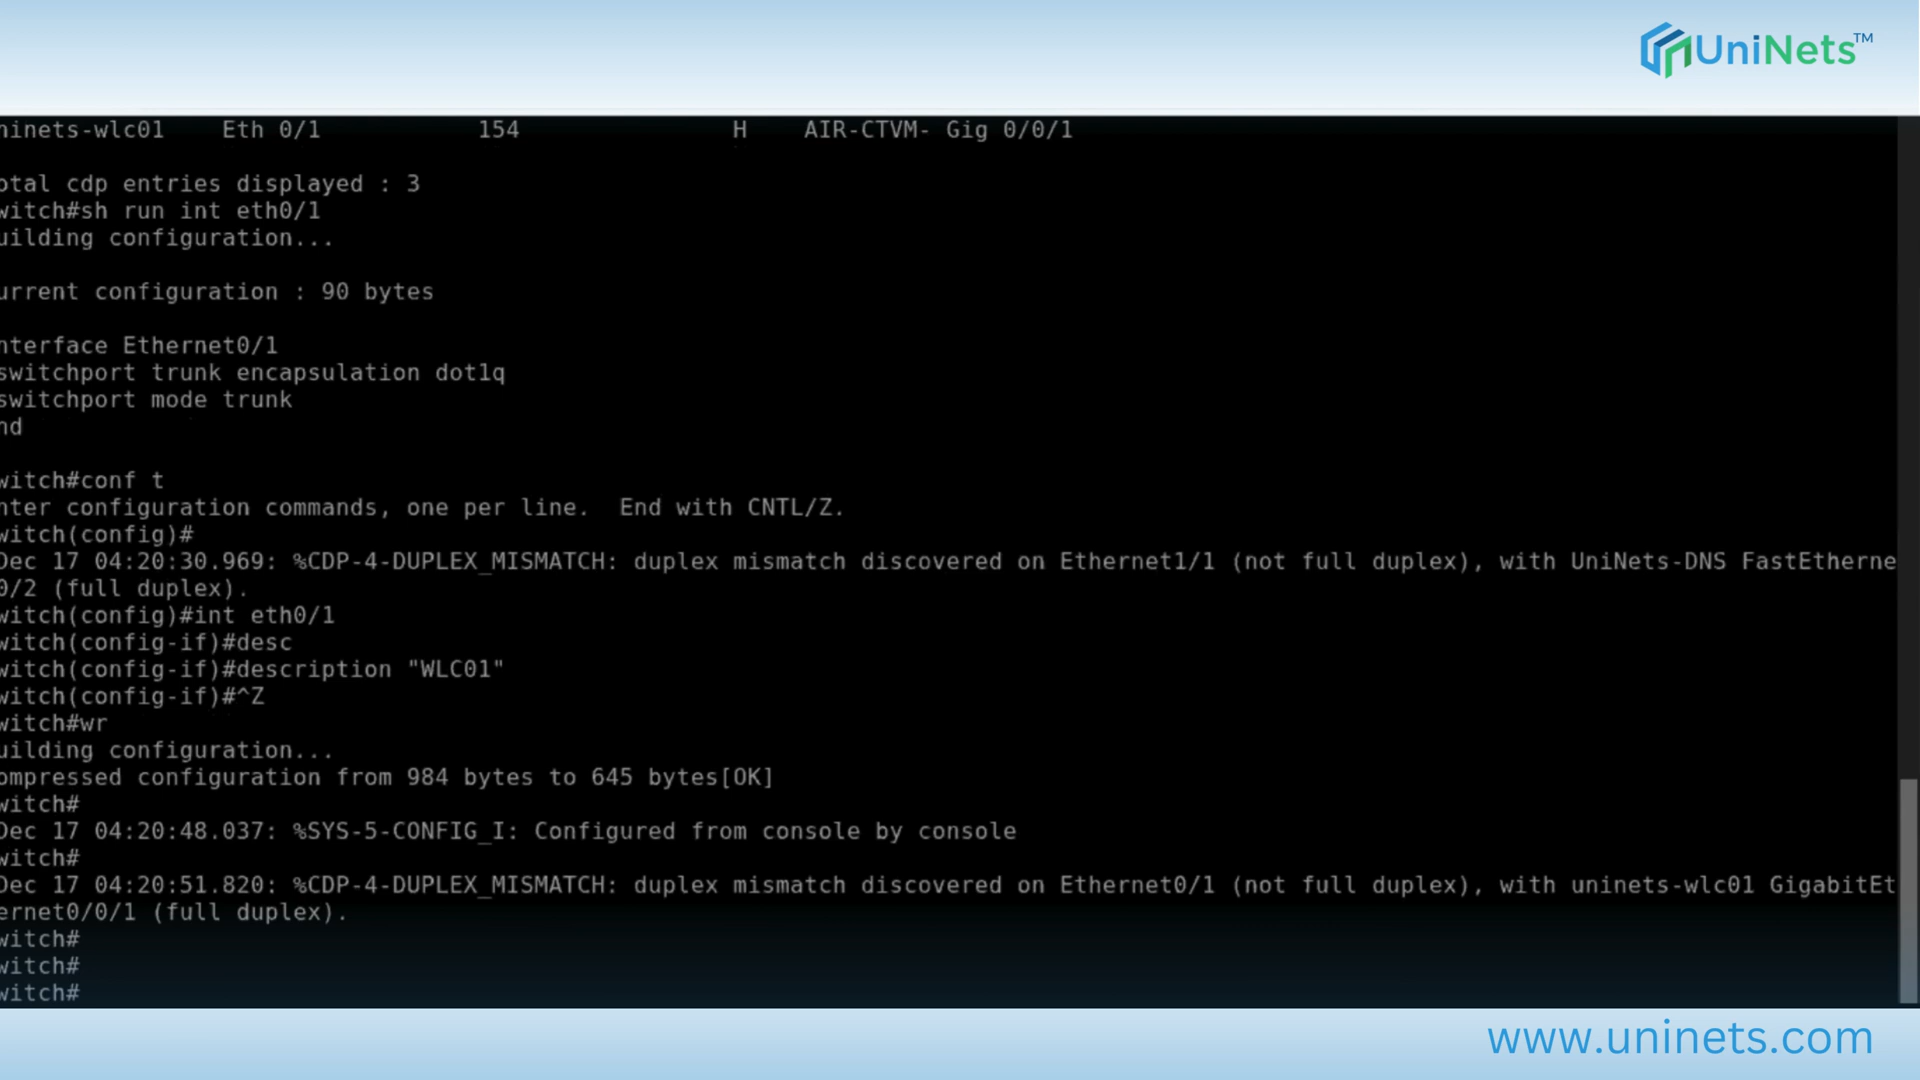 UniNets™
ninets-wlc01    Eth 0/1           154               H     AIR-CTVM- Gig 0/0/1
otal cdp entries displayed : 3
witch#sh run int eth0/1
uilding configuration...
urrent configuration : 90 bytes
nterface Ethernet0/1
switchport trunk encapsulation dot1q
switchport mode trunk
nd
witch#conf t
nter configuration commands, one per line.  End with CNTL/Z.
witch(config)#
Dec 17 04:20:30.969: %CDP-4-DUPLEX_MISMATCH: duplex mismatch discovered on Ethernet1/1 (not full duplex), with UniNets-DNS FastEtherne
0/2 (full duplex).
witch(config)#int eth0/1
witch(config-if)#desc
witch(config-if)#description "WLC01"
witch(config-if)#^Z
witch#wr
uilding configuration...
ompressed configuration from 984 bytes to 645 bytes[OK]
witch#
Dec 17 04:20:48.037: %SYS-5-CONFIG_I: Configured from console by console
witch#
Dec 17 04:20:51.820: %CDP-4-DUPLEX_MISMATCH: duplex mismatch discovered on Ethernet0/1 (not full duplex), with uninets-wlc01 GigabitEt
ernet0/0/1 (full duplex).
witch#
witch#
witch#
www.uninets.com